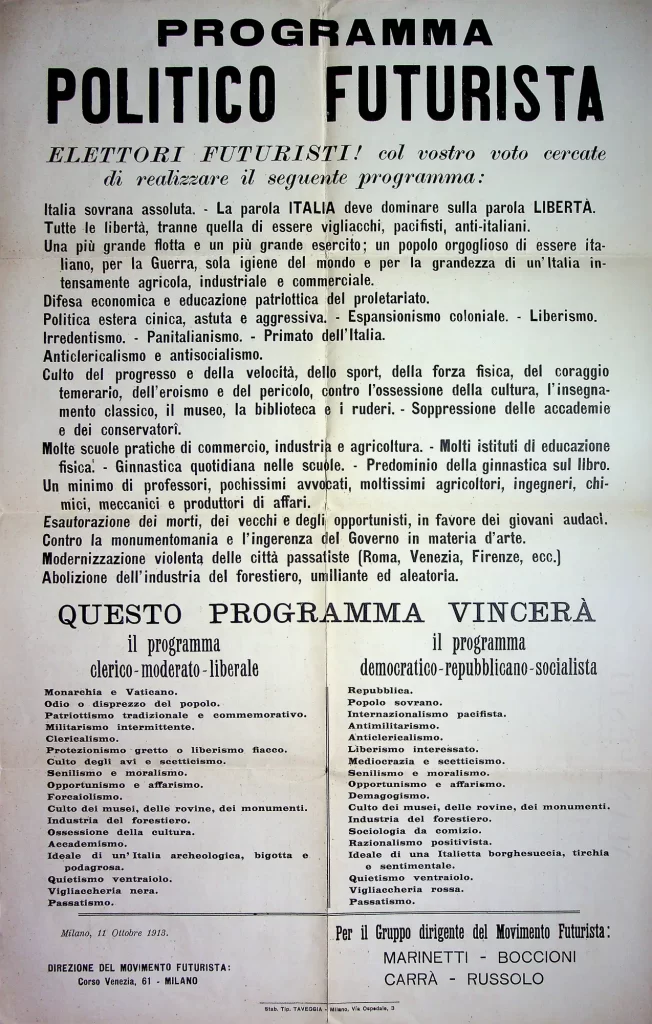 PROGRAMMA
POLITICO FUTURISTA
ELETTORI FUTURISTI! col vostro voto cercate
di realizzare il seguente programma:
Italia sovrana assoluta. - La parola ITALIA deve dominare sulla parola LIBERTÀ.
Tutte le libertà, tranne quella di essere vigliacchi, pacifisti, anti-italiani.
Una più grande flotta e un più grande esercito; un popolo orgoglioso di essere ita-
liano, per la Guerra, sola igiene del mondo e per la grandezza di un'Italia in-
tensamente agricola, industriale e commerciale.
Difesa economica e educazione patriottica del proletariato.
Politica estera cinica, astuta e aggressiva. - Espansionismo coloniale. - Liberismo.
Irredentismo. - Panitalianismo. - Primato dell'Italia.
Anticlericalismo e antisocialismo.
Culto del progresso e della velocità, dello sport, della forza fisica, del coraggio
temerario, dell'eroismo e del pericolo, contro l'ossessione della cultura, l'insegna-
mento classico, il museo, la biblioteca e i ruderi. - Soppressione delle accademie
e dei conservatorî.
Molte scuole pratiche di commercio, industria e agricoltura. - Molti istituti di educazione
fisica. - Ginnastica quotidiana nelle scuole. - Predominio della ginnastica sul libro.
Un minimo di professori, pochissimi avvocati, moltissimi agricoltori, ingegneri, chi-
mici, meccanici e produttori di affari.
Esautorazione dei morti, dei vecchi e degli opportunisti, in favore dei giovani audaci.
Contro la monumentomania e l'ingerenza del Governo in materia d'arte.
Modernizzazione violenta delle città passatiste (Roma, Venezia, Firenze, ecc.)
Abolizione dell'industria del forestiero, umiliante ed aleatoria.
QUESTO PROGRAMMA VINCERÀ
il programma
clerico-moderato-liberale
Monarchia e Vaticano.
Odio o disprezzo del popolo.
Patriottismo tradizionale e commemorativo.
Militarismo intermittente.
Clericalismo.
Protezionismo gretto o liberismo fiacco.
Culto degli avi e scetticismo.
Senilismo e moralismo.
Opportunismo e affarismo.
Forcaiolismo.
Culto dei musei, delle rovine, dei monumenti.
Industria del forestiero.
Ossessione della cultura.
Accademismo.
Ideale di un'Italia archeologica, bigotta e
podagrosa.
Quietismo ventraiolo.
Vigliaccheria nera.
Passatismo.
il programma
democratico-repubblicano-socialista
Repubblica.
Popolo sovrano.
Internazionalismo pacifista.
Antimilitarismo.
Anticlericalismo.
Liberismo interessato.
Mediocrazia e scetticismo.
Senilismo e moralismo.
Opportunismo e affarismo.
Demagogismo.
Culto dei musei, delle rovine, dei monumenti.
Industria del forestiero.
Sociologia da comizio.
Razionalismo positivista.
Ideale di una Italietta borghesuccia, tirchia
e sentimentale.
Quietismo ventraiolo.
Vigliaccheria rossa.
Passatismo.
Milano, 11 Ottobre 1913.
DIREZIONE DEL MOVIMENTO FUTURISTA:
Corso Venezia, 61 - MILANO
Per il Gruppo dirigente del Movimento Futurista:
MARINETTI - BOCCIONI
CARRÀ - RUSSOLO
Stab. Tip. TAVEGGIA - Milano, Via Ospedale, 3